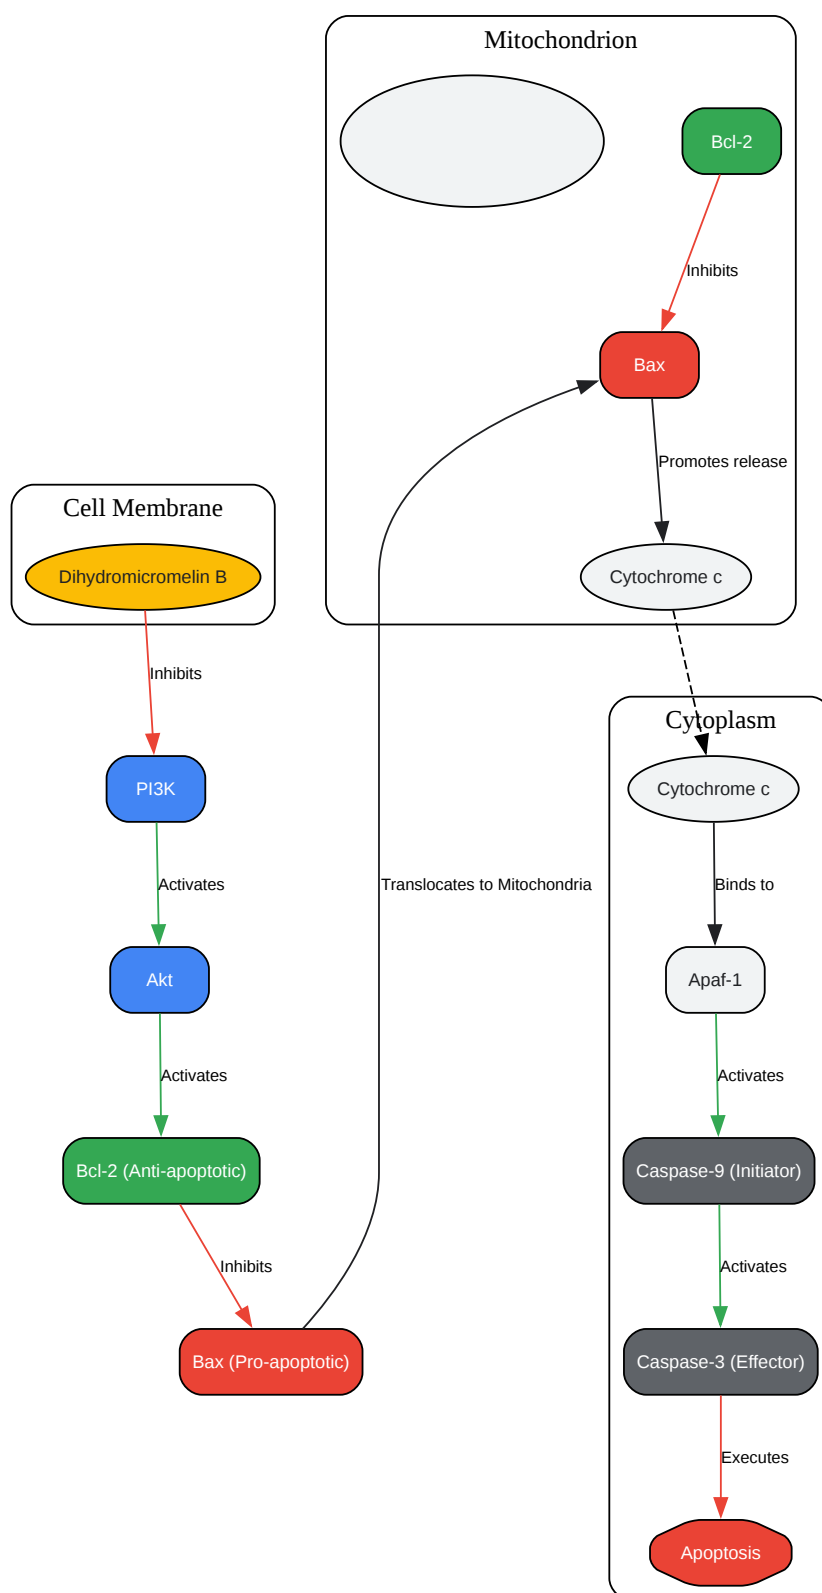 Mitochondrion
Bcl-2
Inhibits
Bax
Promotes release
Cytochrome c
Cell Membrane
Dihydromicromelin B
Inhibits
PI3K
Activates
Akt
Activates
Bcl-2 (Anti-apoptotic)
Inhibits
Bax (Pro-apoptotic)
Translocates to Mitochondria
Cytoplasm
Cytochrome c
Binds to
Apaf-1
Activates
Caspase-9 (Initiator)
Activates
Caspase-3 (Effector)
Executes
Apoptosis